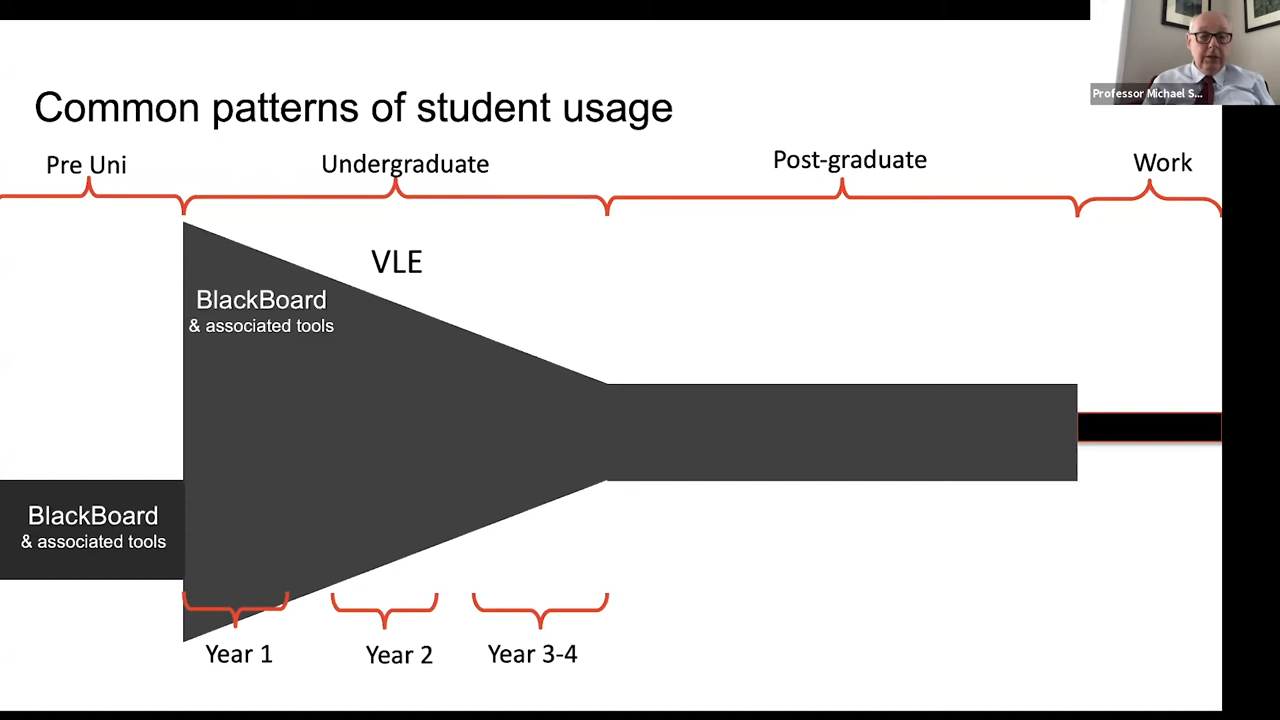 Professor Michael S...
Common patterns of student usage
Pre Uni
Undergraduate
Post-graduate
Work
VLE
BlackBoard
& associated tools
BlackBoard
& associated tools
Year 1
Year 2
Year 3-4